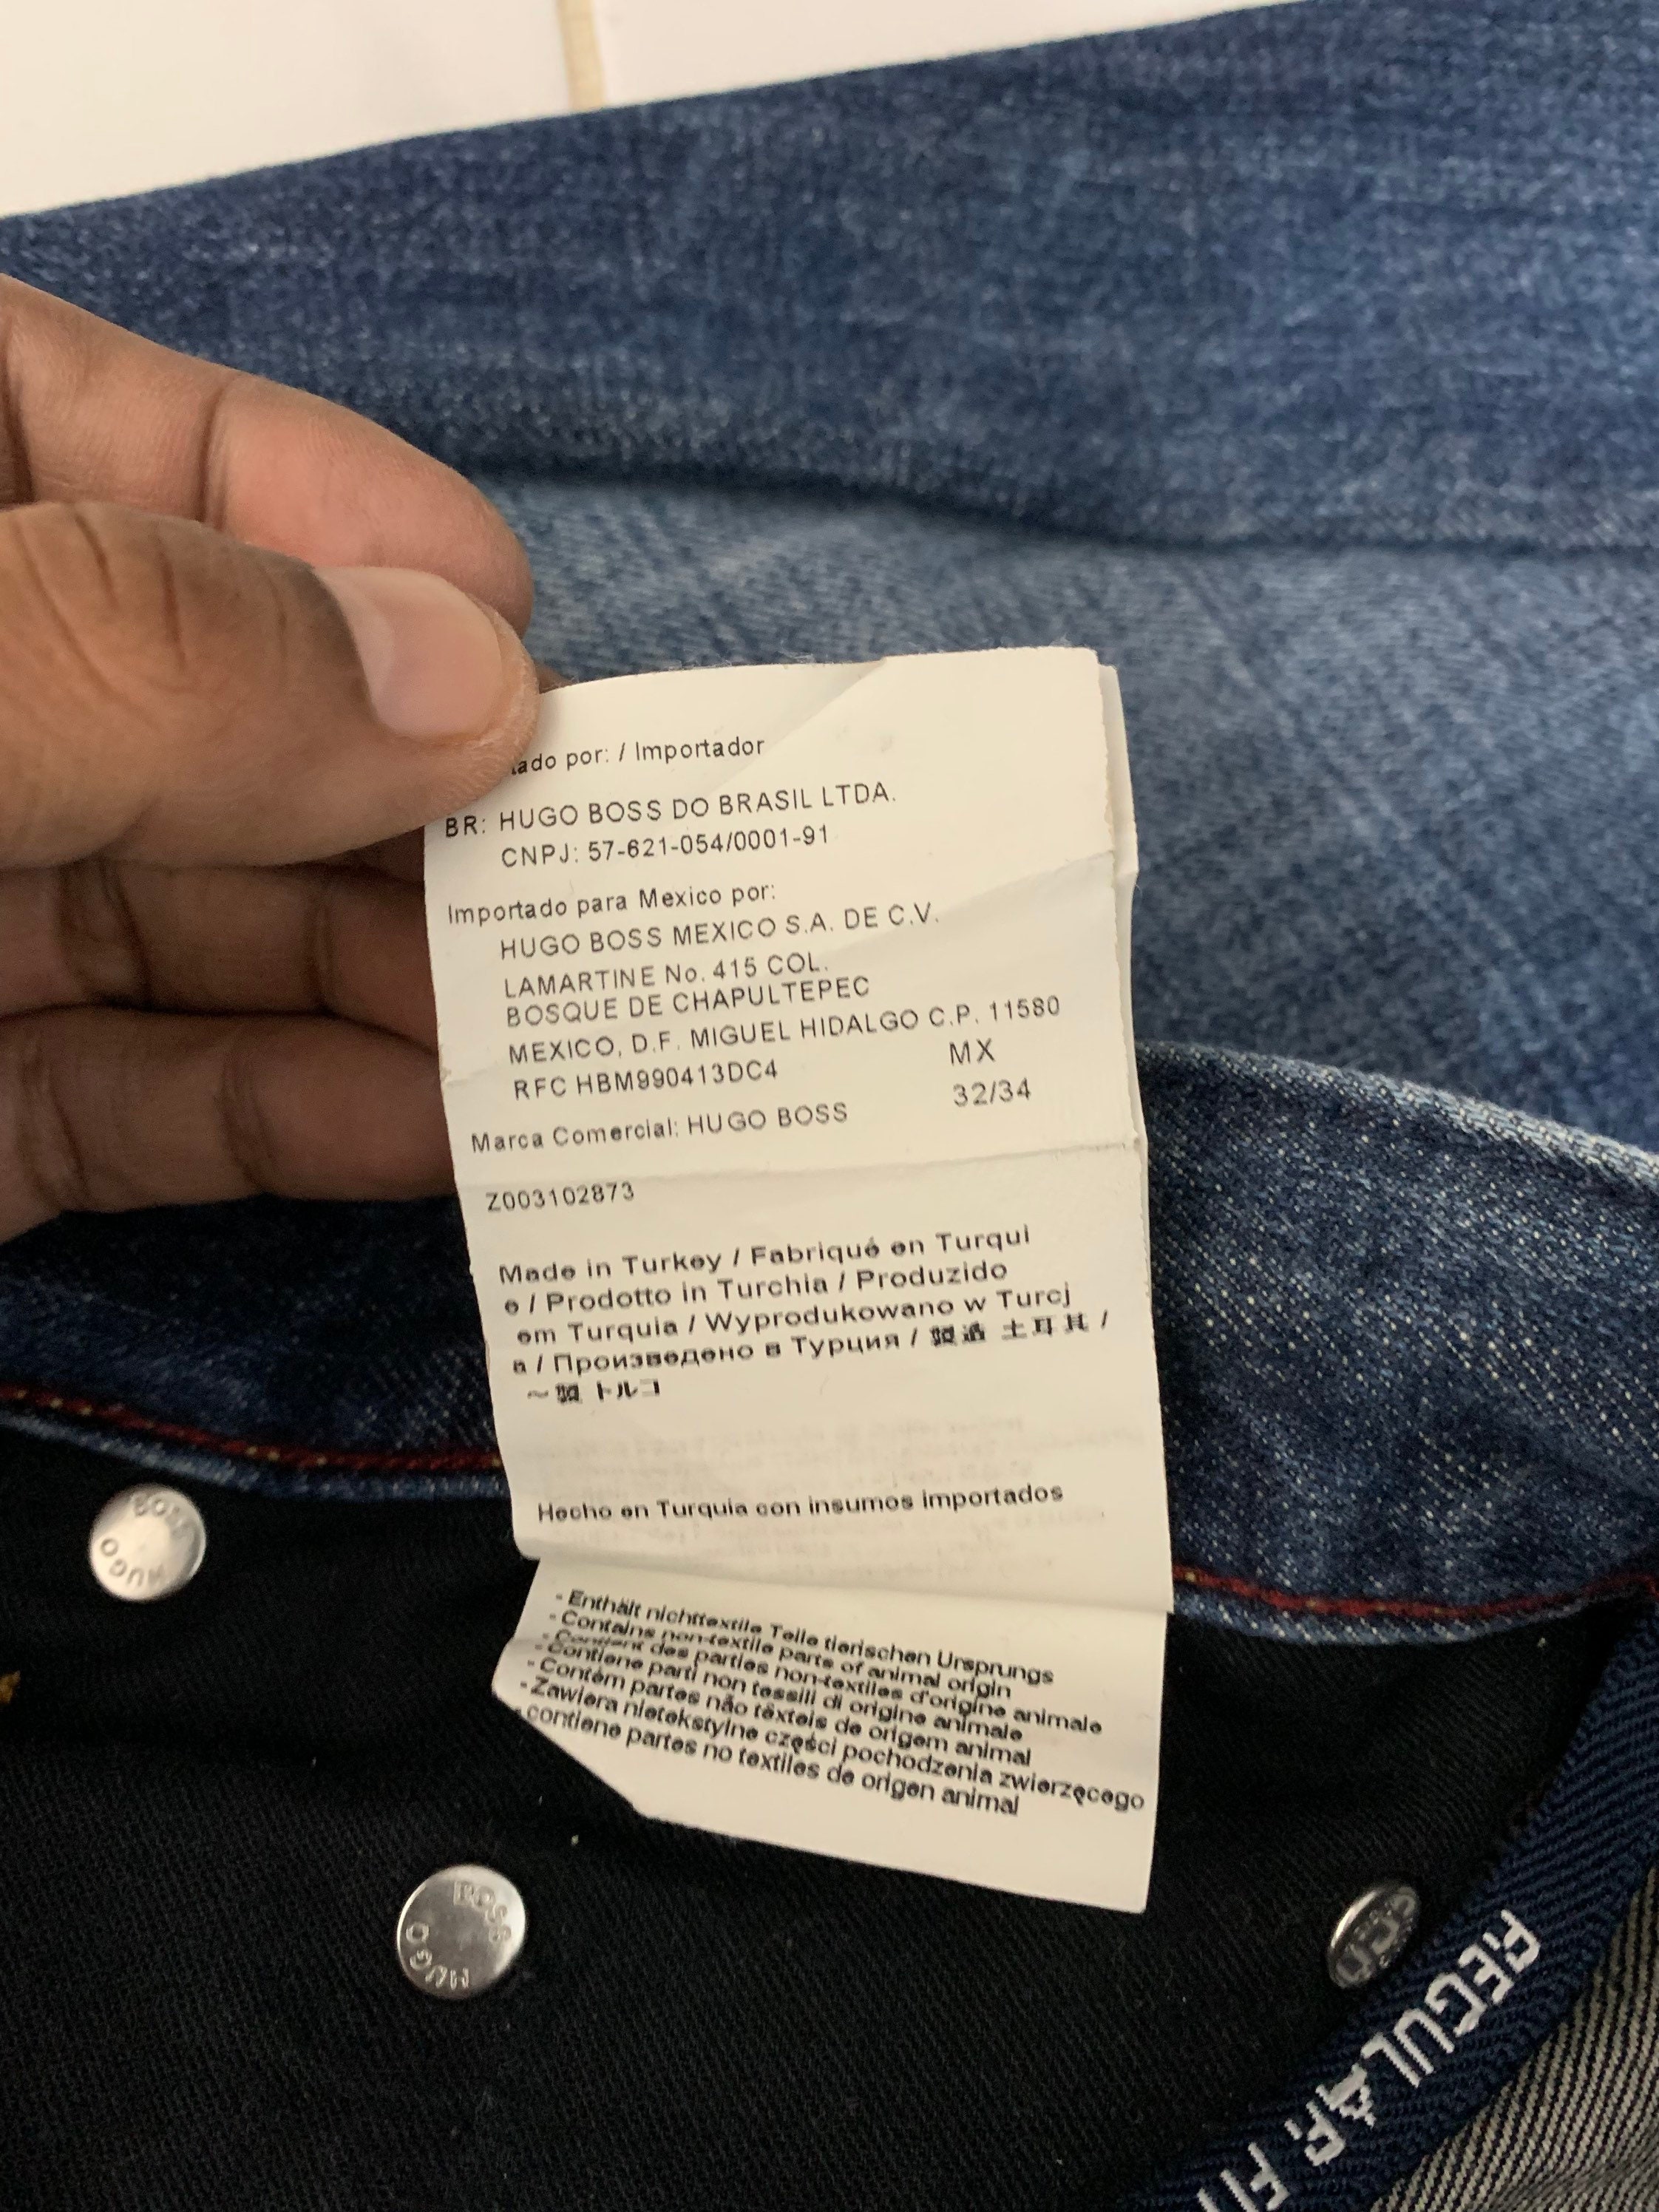 ado por: / Importador
BR: HUGO BOSS DO BRASIL LTDA.
CNPJ: 57-621-054/0001-91
Importado para Mexico por:
HUGO BOSS MEXICO S.A. DE C.V.
LAMARTINE No. 415 COL.
BOSQUE DE CHAPULTEPEC
MEXICO, D.F. MIGUEL HIDALGO C.P. 11580
RFC HBM990413DC4 MX
Marca Comercial: HUGO BOSS 32/34
Z003102873
Made in Turkey / Fabriqué en Turqui
e / Prodotto in Turchia / Produzido
em Turquia / Wyprodukowano w Turcj
a / Произведено в Турция / 製造 土耳其 /
～製 トルコ
Hecho en Turquia con insumos importados
- Enthält nichttextile Teile tierischen Ursprungs
- Contains non-textile parts of animal origin
- Contient des parties non-textiles d'origine animale
- Contiene parti non tessili di origine animale
- Contém partes não têxteis de origem animal
- Zawiera nietekstylne części pochodzenia zwierzęcego
- contiene partes no textiles de origen animal
BOSS HUGO
BOSS HUGO
REGULAR FI